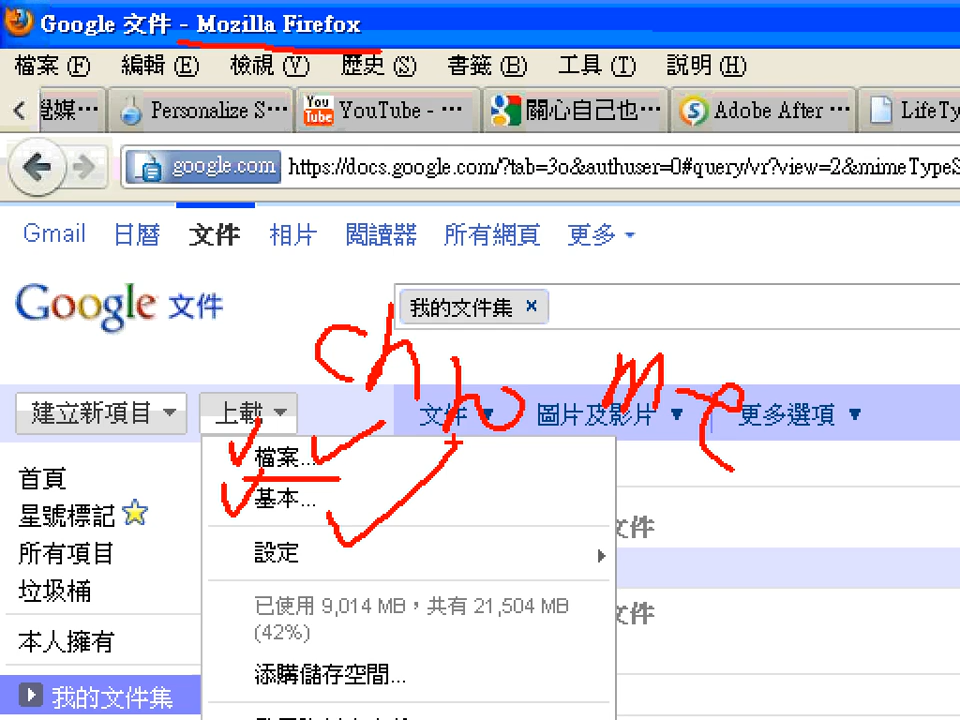 Google 文件 - Mozilla Firefox
檔案 (F) 編輯 (E) 檢視 (V) 歷史 (S) 書籤 (B) 工具 (T) 說明 (H)
媒… Personalize S… YouTube - … 關心自己也… Adobe After … LifeTy
google.com https://docs.google.com/?tab=3o&authuser=0#query/vr?view=2&mimeTypeS
Gmail 日曆 文件 相片 閱讀器 所有網頁 更多
Google 文件 我的文件集 ×
chrome
建立新項目 上載 文件 圖片及影片 更多選項
檔案...
首頁
基本...
星號標記
文件
所有項目
設定
垃圾桶
已使用 9,014 MB，共有 21,504 MB
(42%)
文件
本人擁有
添購儲存空間...
我的文件集